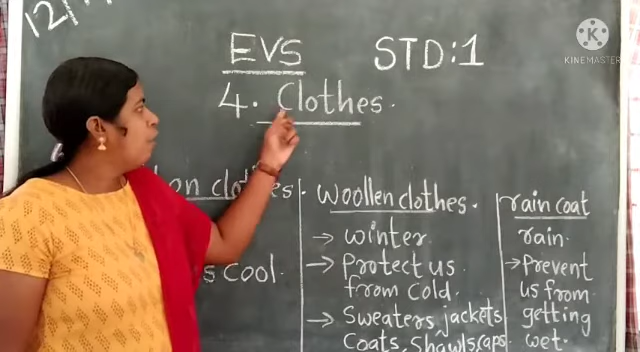 12/
EVS STD:1
4. Clothes.
on clothes.
s cool.
Woollen clothes.
→ winter.
→ Protect us
from cold.
→ Sweaters, jackets
Coats, Shawls, caps
rain coat
rain.
→ Prevent
us from
getting
wet.
KINEMASTER